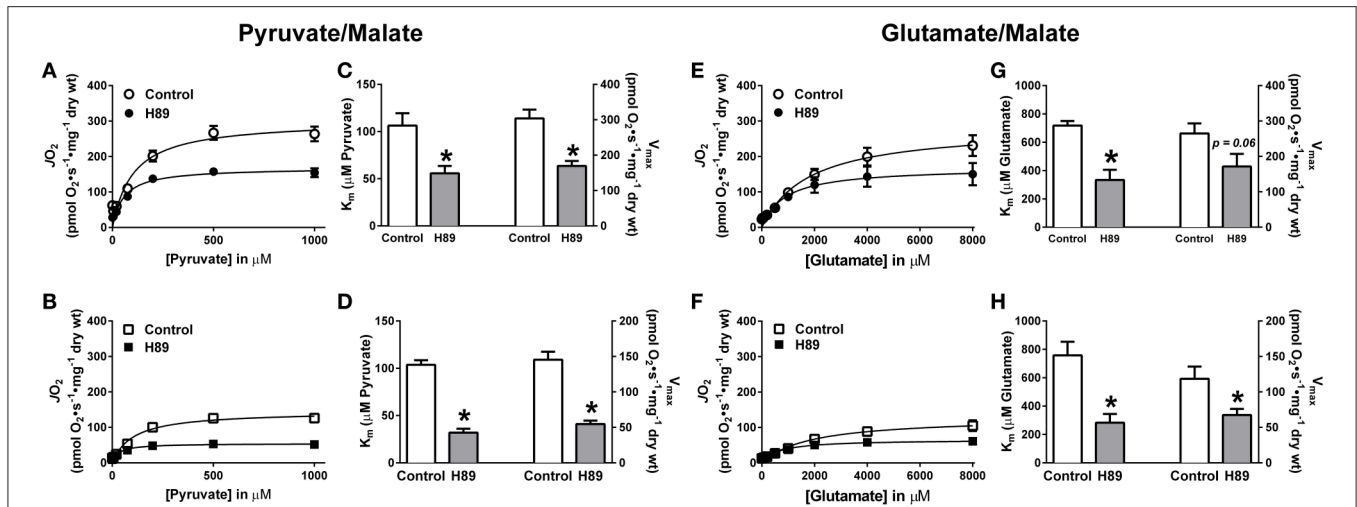 Pyruvate/Malate
Glutamate/Malate
A
JO2
(pmol O2•s-1•mg-1 dry wt)
400
300
200
100
0
Control
H89
0
500
1000
[Pyruvate] in µM
C
Km (µM Pyruvate)
150
100
50
0
*
*
Control H89
Control H89
400
300
200
100
0
Vmax
(pmol O2•s-1•mg-1 dry wt)
E
JO2
(pmol O2•s-1•mg-1 dry wt)
400
300
200
100
0
Control
H89
0
2000
4000
6000
8000
[Glutamate] in µM
G
Km (µM Glutamate)
1000
800
600
400
200
0
*
p = 0.06
Control H89
Control H89
400
300
200
100
0
Vmax
(pmol O2•s-1•mg-1 dry wt)
B
JO2
(pmol O2•s-1•mg-1 dry wt)
400
300
200
100
0
Control
H89
0
500
1000
[Pyruvate] in µM
D
Km (µM Pyruvate)
150
100
50
0
*
*
Control H89
Control H89
200
150
100
50
0
Vmax
(pmol O2•s-1•mg-1 dry wt)
F
JO2
(pmol O2•s-1•mg-1 dry wt)
400
300
200
100
0
Control
H89
0
2000
4000
6000
8000
[Glutamate] in µM
H
Km (µM Glutamate)
1000
800
600
400
200
0
*
*
Control H89
Control H89
200
150
100
50
0
Vmax
(pmol O2•s-1•mg-1 dry wt)